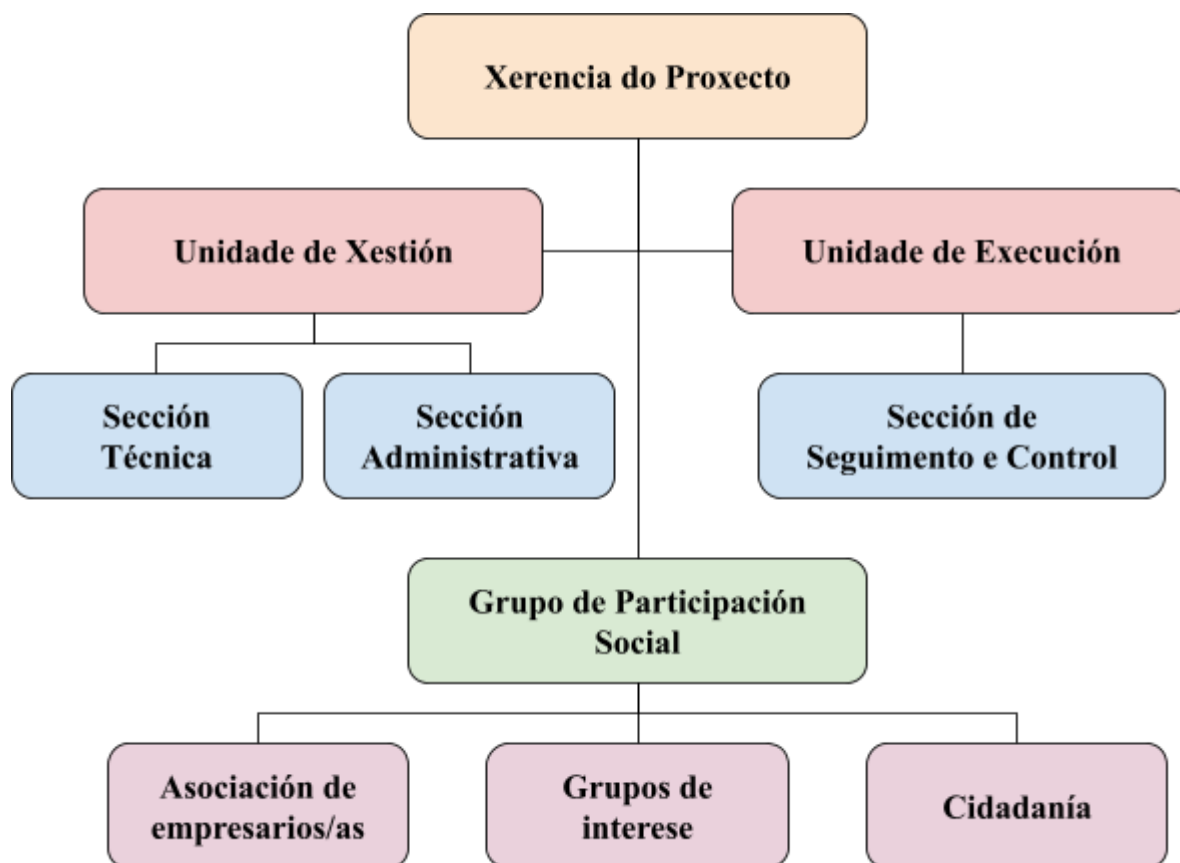 Xerencia do Proxecto
Unidade de Xestión
Unidade de Execución
Sección
Técnica
Sección
Administrativa
Sección de
Seguimento e Control
Grupo de Participación
Social
Asociación de
empresarios/as
Grupos de
interese
Cidadanía